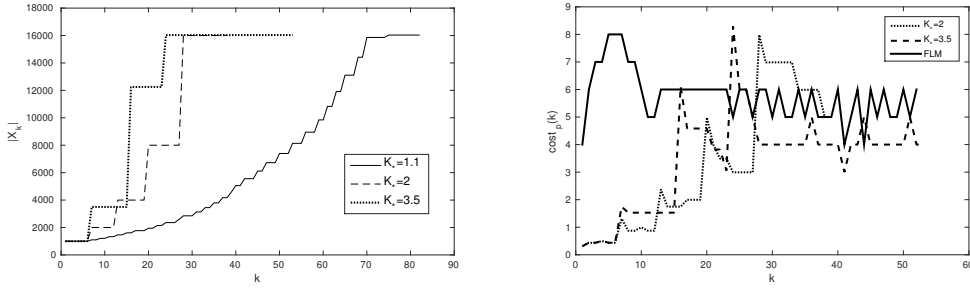 18000
16000
14000
12000
10000
8000
6000
4000
2000
0
|X_k|
0 10 20 30 40 50 60 70 80 90
k
K_*=1.1
K_*=2
K_*=3.5
9
8
7
6
5
4
3
2
1
0
cost_p(k)
0 10 20 30 40 50 60
k
K_*=2
K_*=3.5
FLM